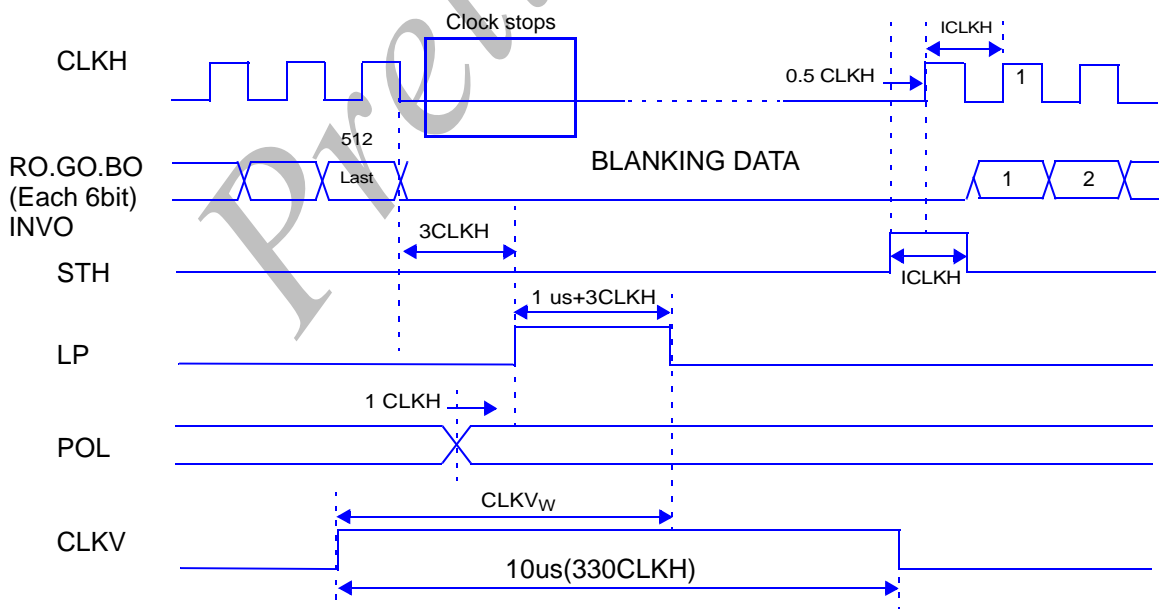 Clock stops
ICLKH
CLKH
0.5 CLKH
1
512
Last
RO.GO.BO
(Each 6bit)
INVO
BLANKING DATA
1
2
3CLKH
STH
ICLKH
1 us+3CLKH
LP
1 CLKH
POL
CLKVW
CLKV
10us(330CLKH)